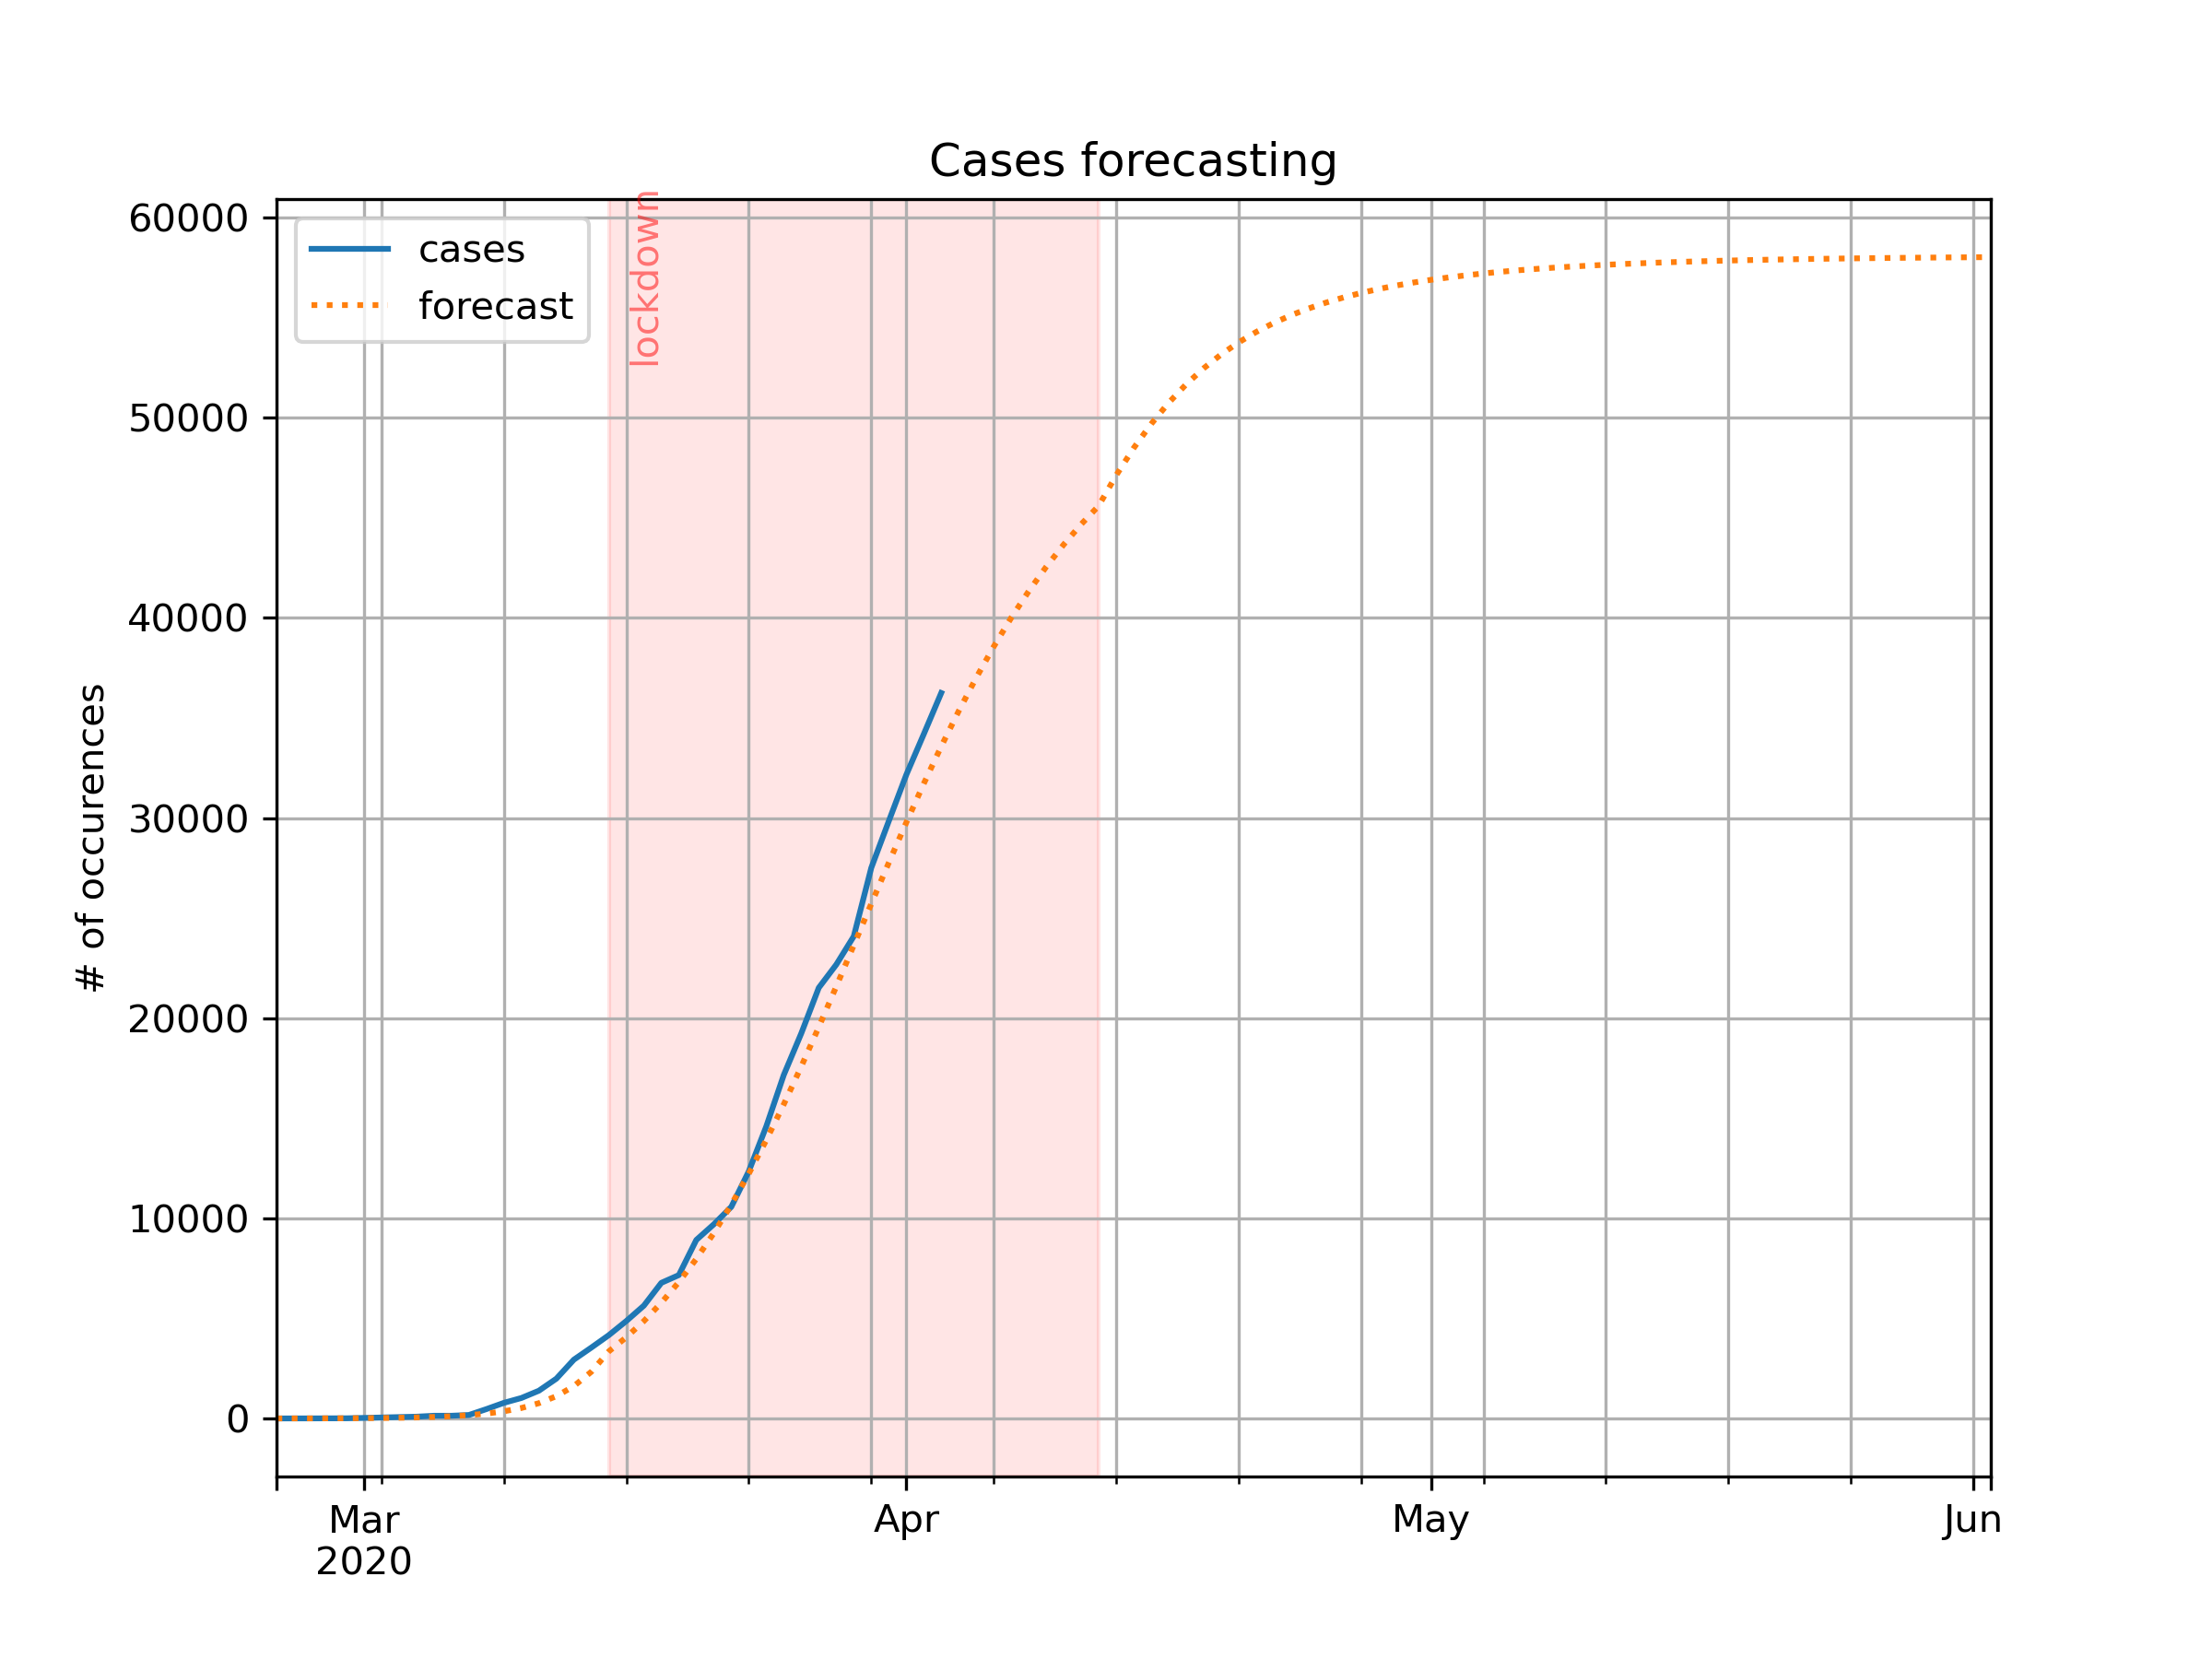 Cases forecasting
cases
forecast
lockdown
# of occurences
60000
50000
40000
30000
20000
10000
0
Mar
2020
Apr
May
Jun